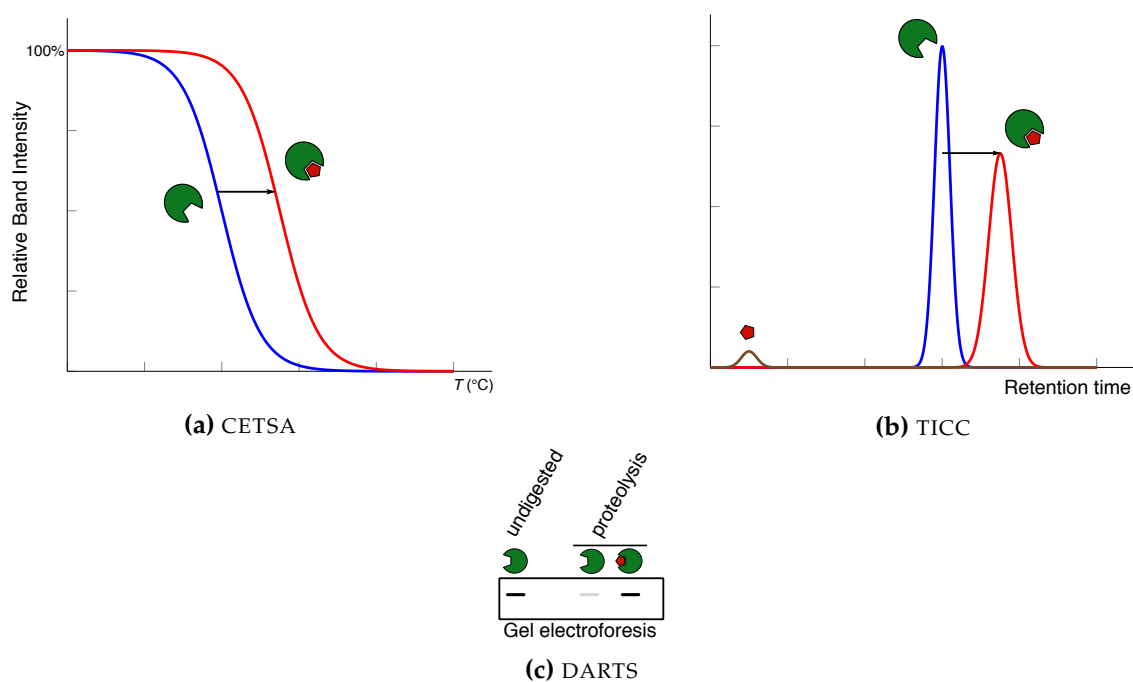 100%
Relative Band Intensity
T (°C)
(a) CETSA
Retention time
(b) TICC
undigested
proteolysis
Gel electroforesis
(c) DARTS